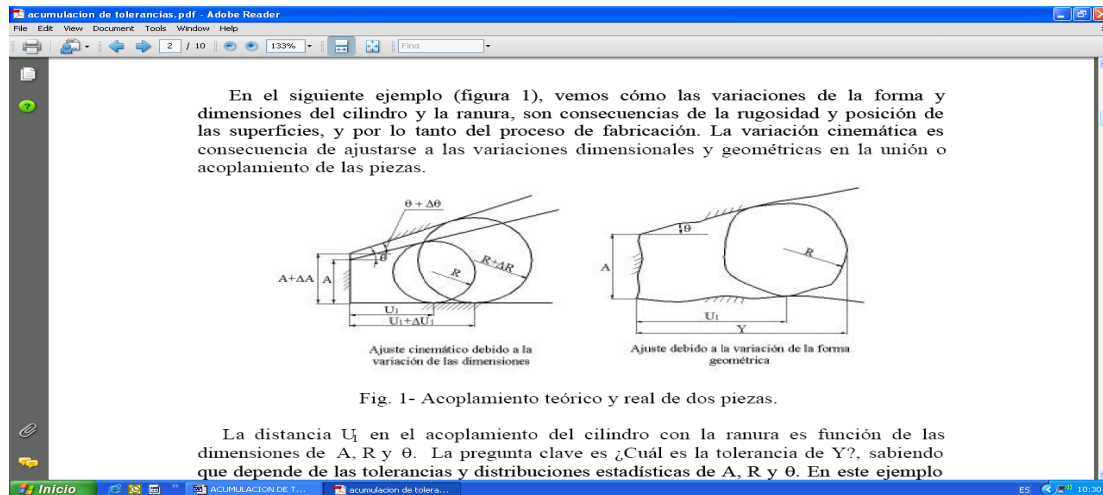 acumulacion de tolerancias.pdf - Adobe Reader
File Edit View Document Tools Window Help
2 / 10 133% Find
En el siguiente ejemplo (figura 1), vemos cómo las variaciones de la forma y
dimensiones del cilindro y la ranura, son consecuencias de la rugosidad y posición de
las superficies, y por lo tanto del proceso de fabricación. La variación cinemática es
consecuencia de ajustarse a las variaciones dimensionales y geométricas en la unión o
acoplamiento de las piezas.
θ + Δθ
θ
A+ΔA
A
R
R+ΔR
U₁
U₁+ΔU₁
Ajuste cinemático debido a la
variación de las dimensiones
θ
A
R
U₁
Y
Ajuste debido a la variación de la forma
geométrica
Fig. 1- Acoplamiento teórico y real de dos piezas.
La distancia U₁ en el acoplamiento del cilindro con la ranura es función de las
dimensiones de A, R y θ. La pregunta clave es ¿Cuál es la tolerancia de Y?, sabiendo
que depende de las tolerancias y distribuciones estadísticas de A, R y θ. En este ejemplo
Inicio ACUMULACION DE T... acumulacion de tolera... ES 10:30